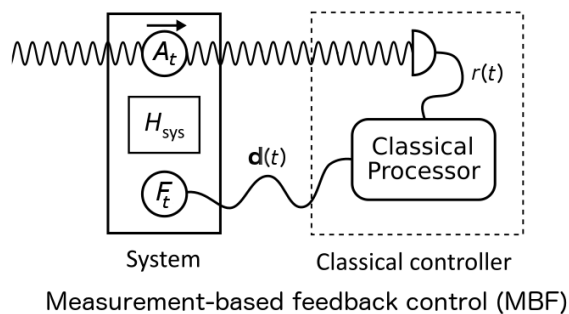 A_t
r(t)
H_sys
d(t)
Classical
Processor
F_t
System
Classical controller
Measurement-based feedback control (MBF)